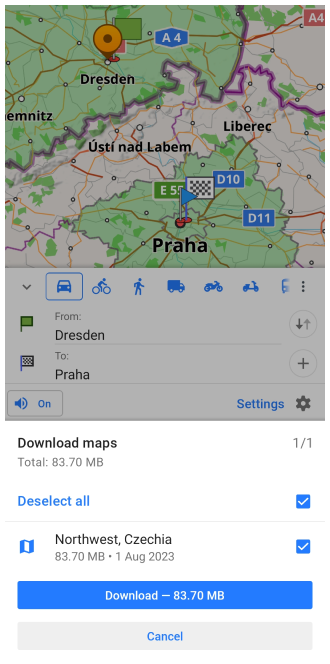 A4
A 4
Dresden
emnitz
Liberec
Ústí nad Labem
D10
E 55
D11
Praha
From:
Dresden
To:
Praha
On
Settings
Download maps 1/1
Total: 83.70 MB
Deselect all
Northwest, Czechia
83.70 MB • 1 Aug 2023
Download — 83.70 MB
Cancel